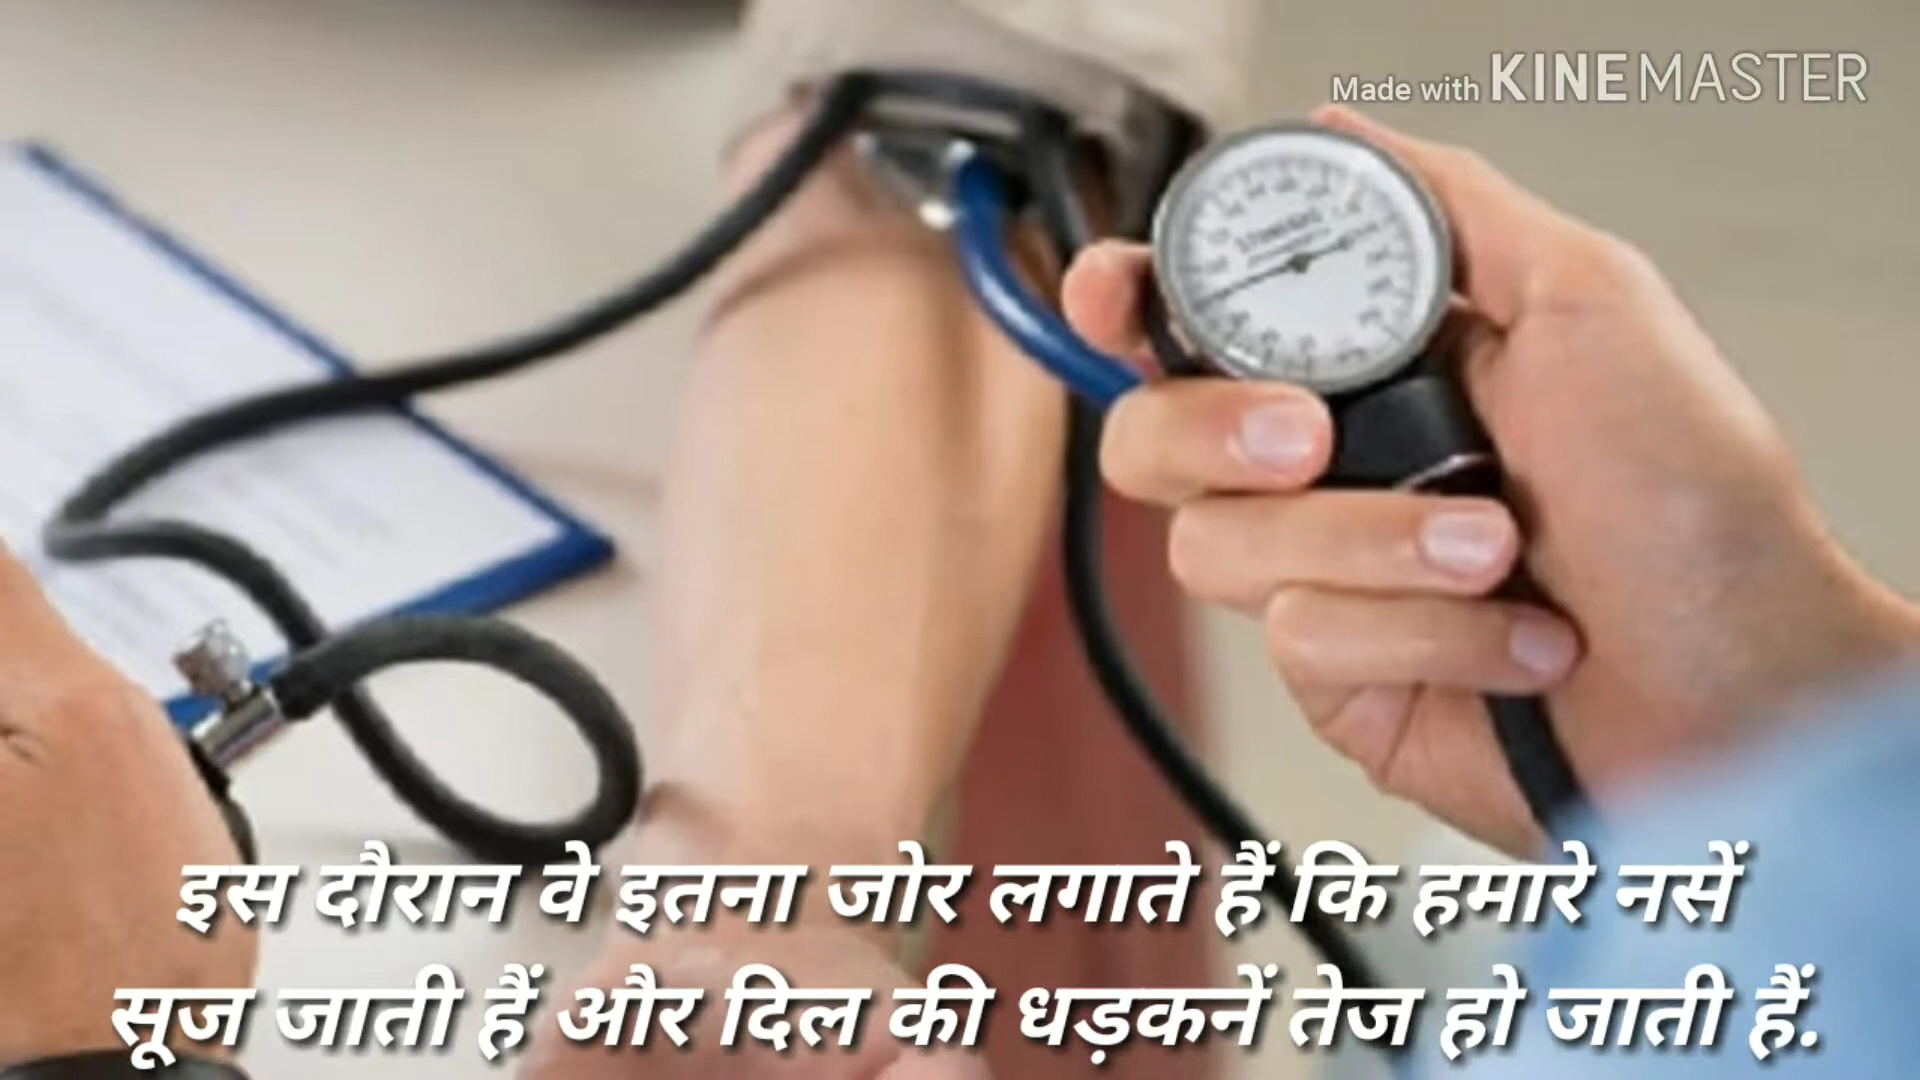 Made with KINEMASTER
इस दौरान वे इतना जोर लगाते हैं कि हमारे नसें
सूज जाती हैं और दिल की धड़कनें तेज हो जाती हैं.